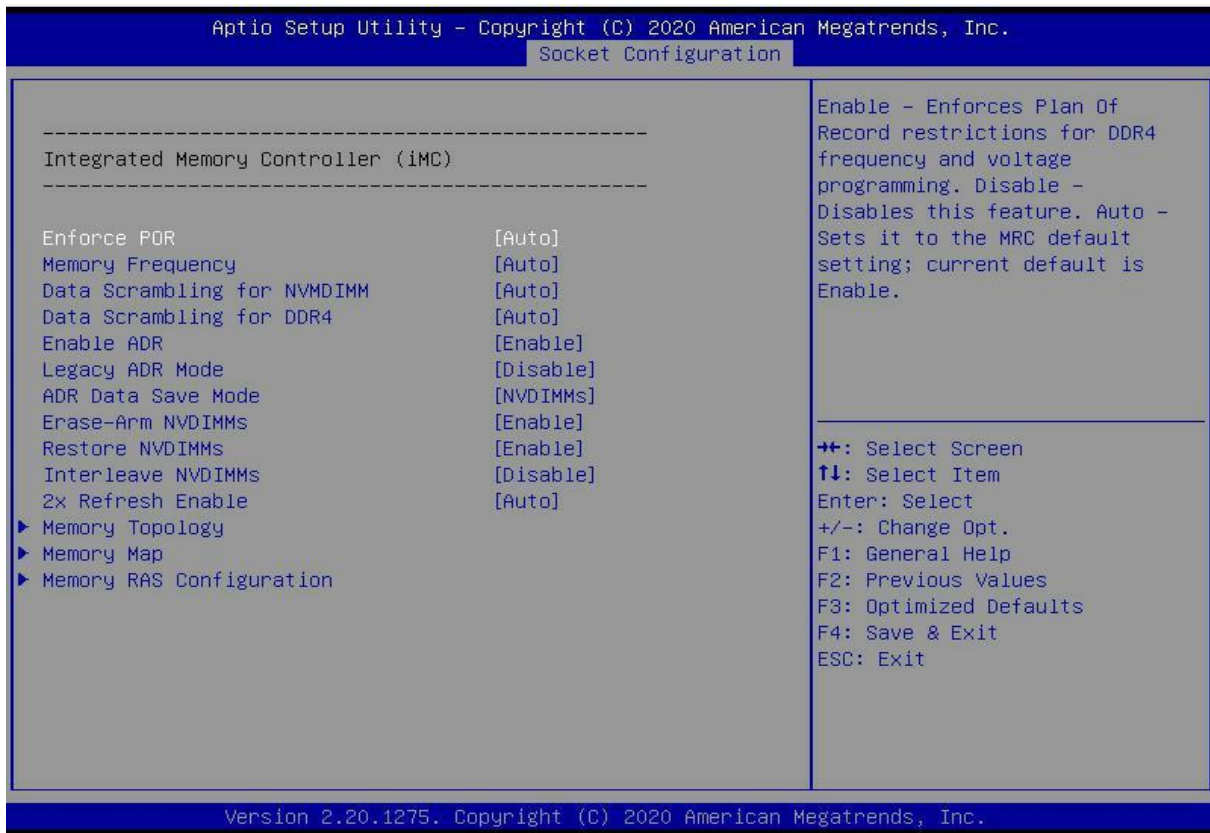 Aptio Setup Utility – Copyright (C) 2020 American Megatrends, Inc.
Socket Configuration
--------------------------------------------------
Integrated Memory Controller (iMC)
--------------------------------------------------
Enforce POR [Auto]
Memory Frequency [Auto]
Data Scrambling for NVMDIMM [Auto]
Data Scrambling for DDR4 [Auto]
Enable ADR [Enable]
Legacy ADR Mode [Disable]
ADR Data Save Mode [NVDIMMs]
Erase-Arm NVDIMMs [Enable]
Restore NVDIMMs [Enable]
Interleave NVDIMMs [Disable]
2x Refresh Enable [Auto]
Memory Topology
Memory Map
Memory RAS Configuration
Enable – Enforces Plan Of
Record restrictions for DDR4
frequency and voltage
programming. Disable –
Disables this feature. Auto –
Sets it to the MRC default
setting; current default is
Enable.
→←: Select Screen
↑↓: Select Item
Enter: Select
+/-: Change Opt.
F1: General Help
F2: Previous Values
F3: Optimized Defaults
F4: Save & Exit
ESC: Exit
Version 2.20.1275. Copyright (C) 2020 American Megatrends, Inc.